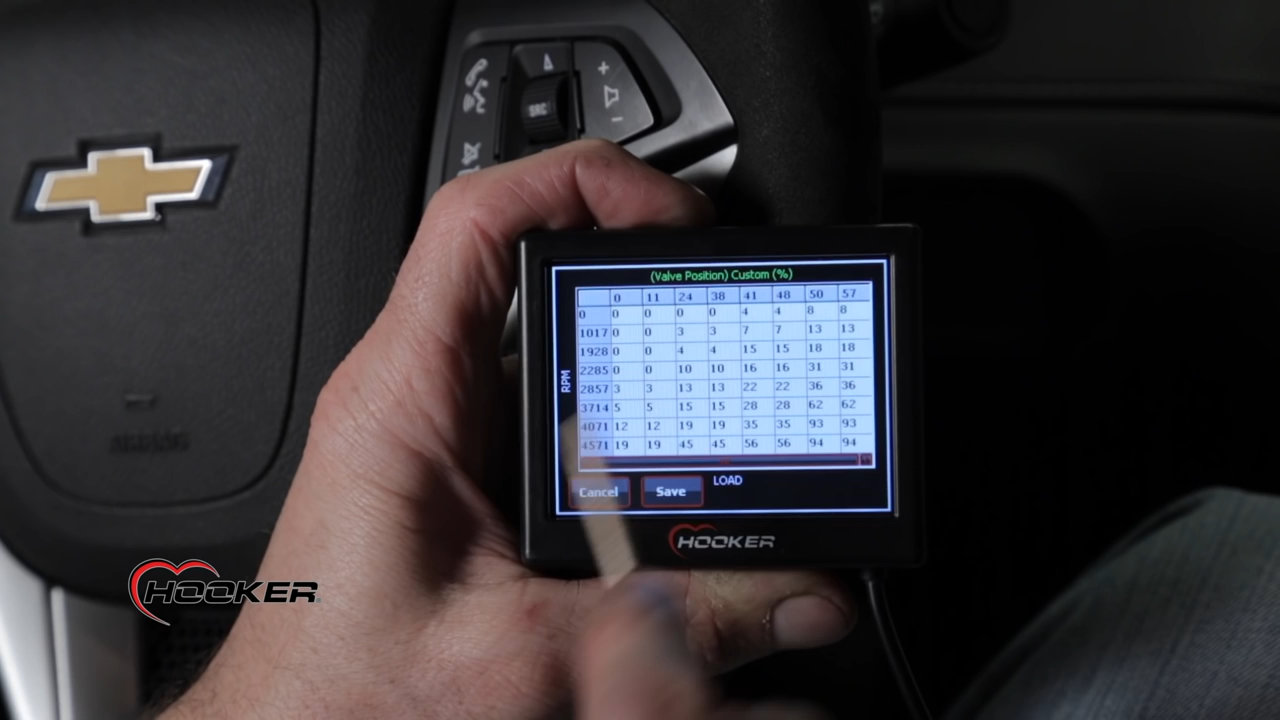 SRC
+
-
(Valve Position) Custom (%)
0 11 24 38 41 48 50 57
0 0 0 0 0 4 4 8 8
1017 0 0 3 3 7 7 13 13
1928 0 0 4 4 15 15 18 18
2285 0 0 10 10 16 16 31 31
2857 3 3 13 13 22 22 36 36
3714 5 5 15 15 28 28 62 62
4071 12 12 19 19 35 35 93 93
4571 19 19 45 45 56 56 94 94
RPM
LOAD
Cancel Save
HOOKER
HOOKER
AIRBAG